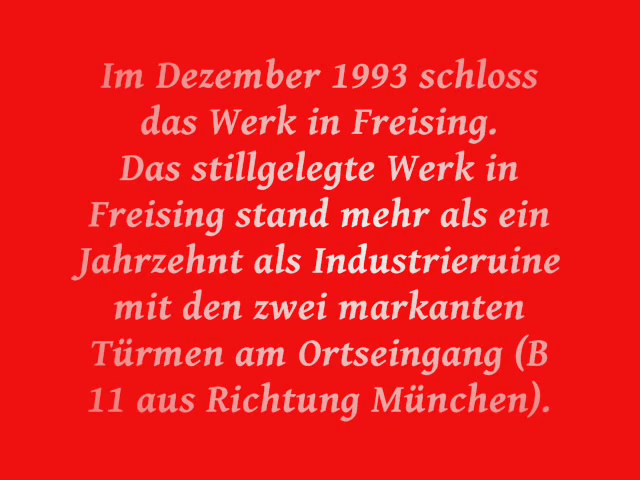 Im Dezember 1993 schloss
das Werk in Freising.
Das stillgelegte Werk in
Freising stand mehr als ein
Jahrzehnt als Industrieruine
mit den zwei markanten
Türmen am Ortseingang (B
11 aus Richtung München).